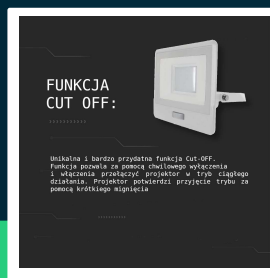 FUNKCJA
CUT OFF:
Unikalna i bardzo przydatna funkcja Cut-OFF.
Funkcja pozwala za pomocą chwilowego wyłączenia
i włączenia przełączyć projektor w tryb ciągłego
działania. Projektor potwierdzi przyjęcie trybu za
pomocą krótkiego mignięcia